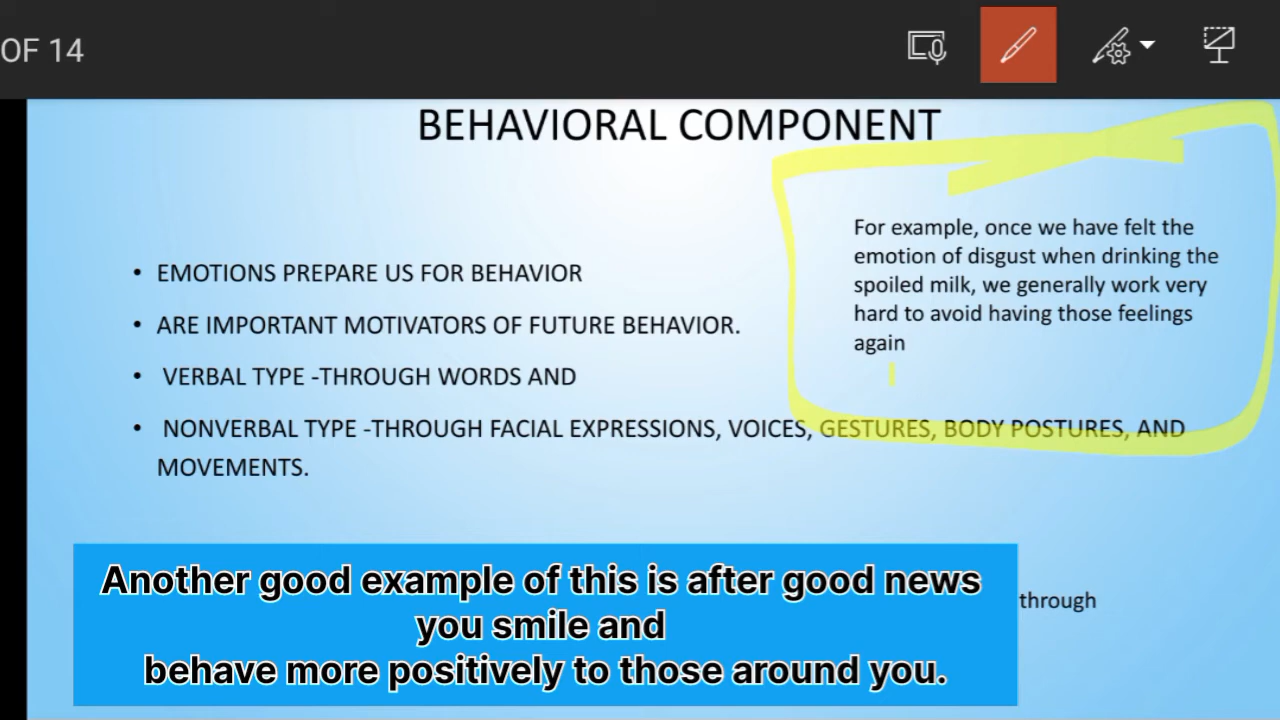 OF 14
BEHAVIORAL COMPONENT
For example, once we have felt the
emotion of disgust when drinking the
spoiled milk, we generally work very
hard to avoid having those feelings
again
• EMOTIONS PREPARE US FOR BEHAVIOR
• ARE IMPORTANT MOTIVATORS OF FUTURE BEHAVIOR.
• VERBAL TYPE -THROUGH WORDS AND
• NONVERBAL TYPE -THROUGH FACIAL EXPRESSIONS, VOICES, GESTURES, BODY POSTURES, AND
MOVEMENTS.
through
Another good example of this is after good news
you smile and
behave more positively to those around you.